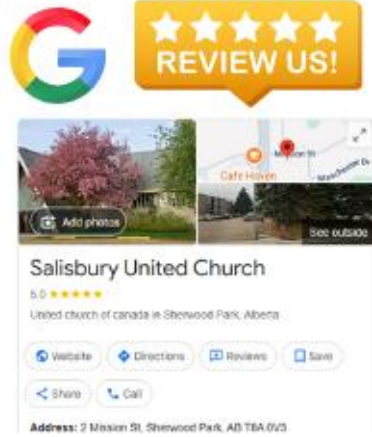 REVIEW US!
Mission St
Manchester Dr
Cafe Haven
Add photos
See outside
Salisbury United Church
5.0
United church of canada in Sherwood Park, Alberta
Website
Directions
Reviews
Save
Share
Call
Address: 2 Mission St, Sherwood Park, AB T8A 0V3